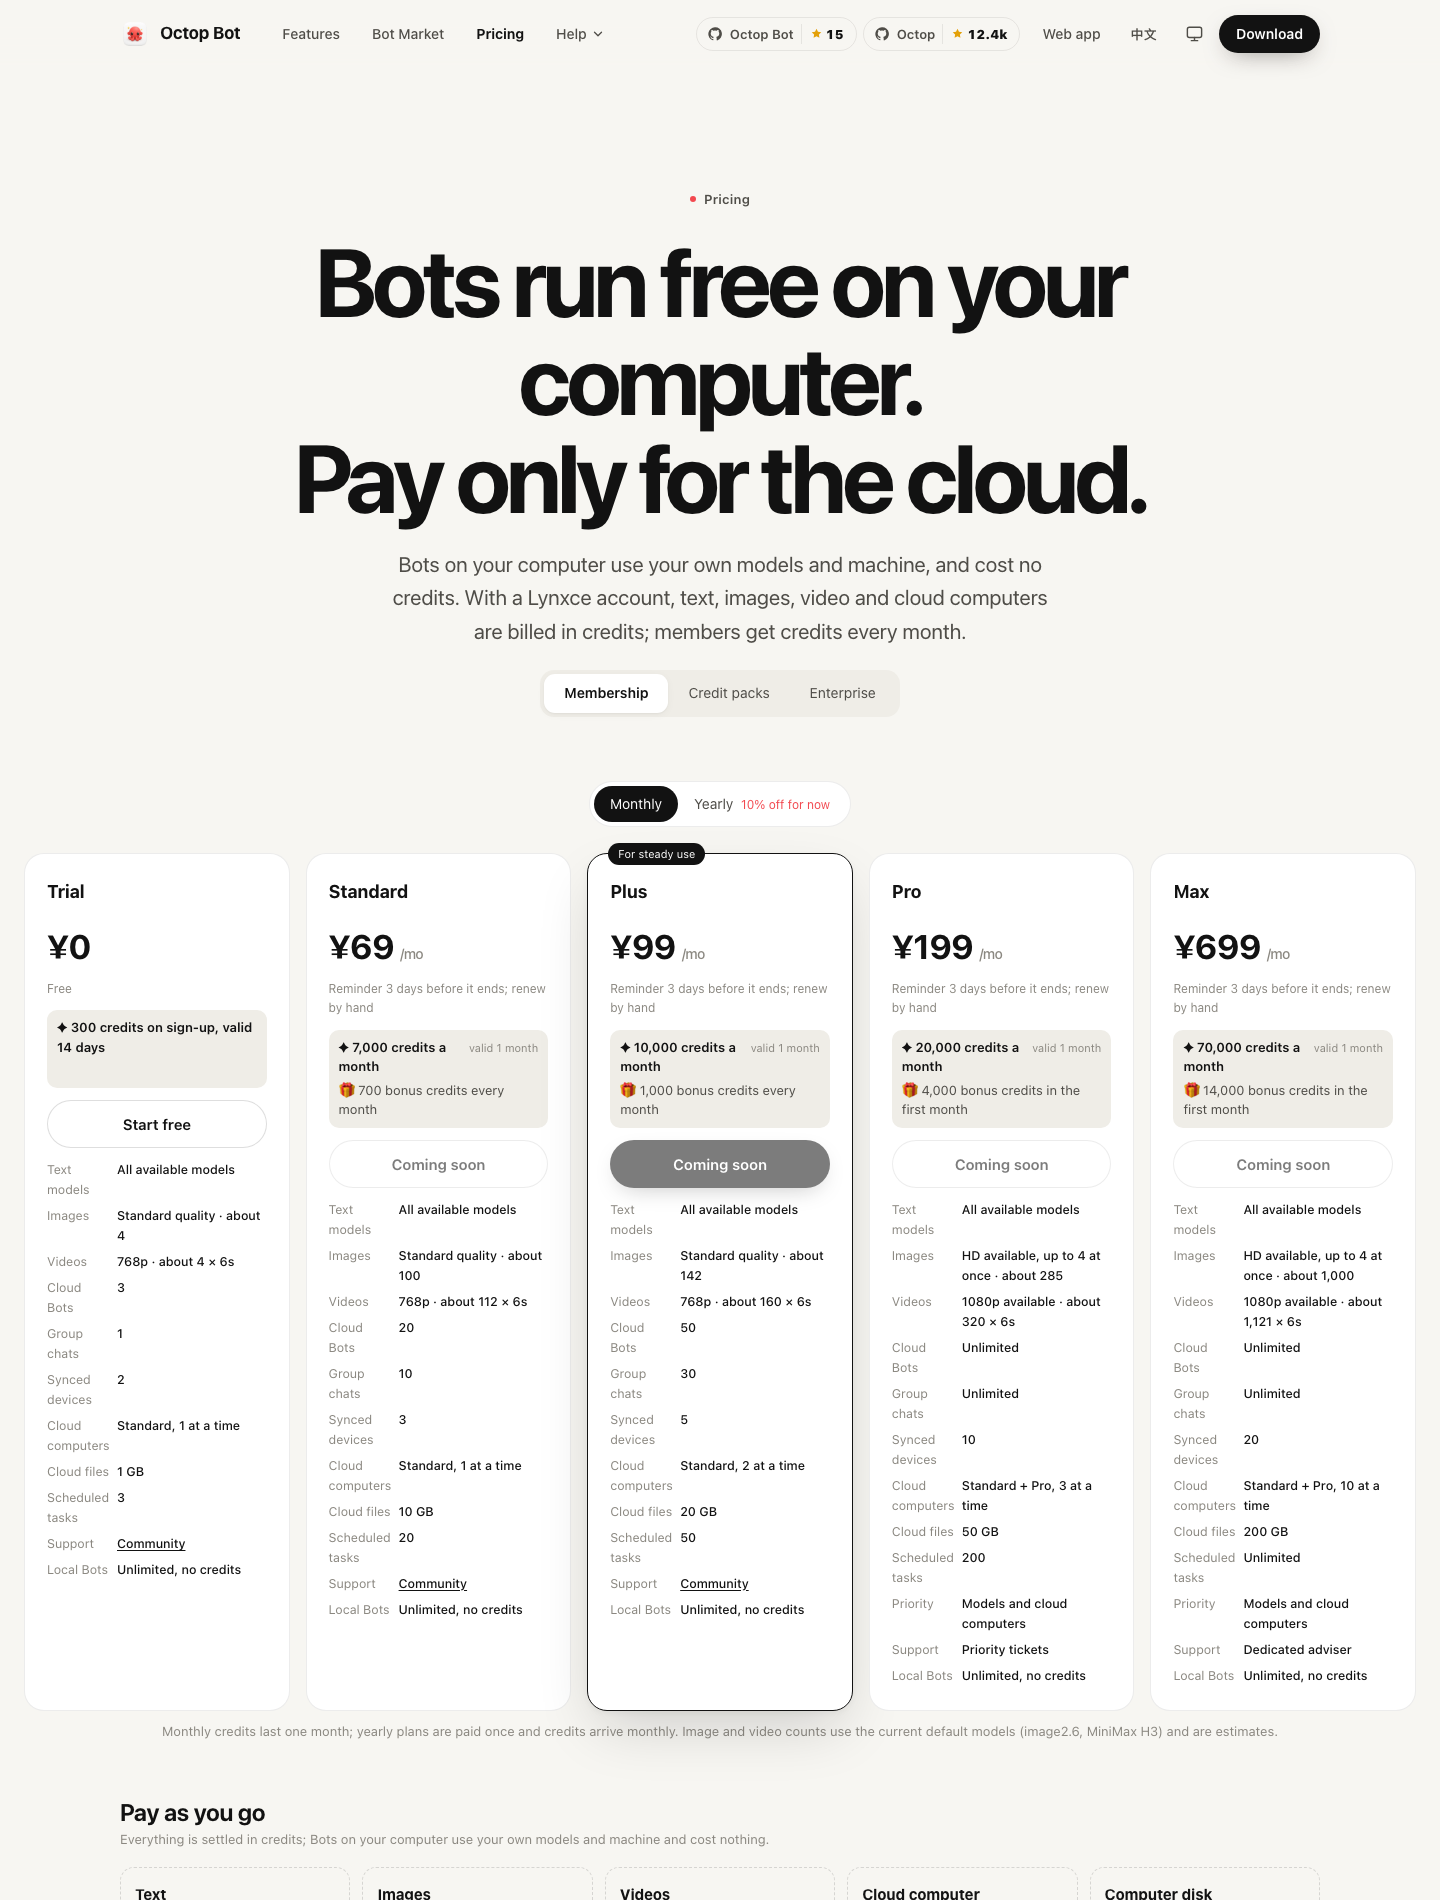 Octop Bot Features Bot Market Pricing Help Octop Bot ★ 15 Octop ★ 12.4k Web app 中文 Download
Pricing
Bots run free on your
computer.
Pay only for the cloud.
Bots on your computer use your own models and machine, and cost no
credits. With a Lynxce account, text, images, video and cloud computers
are billed in credits; members get credits every month.
Membership Credit packs Enterprise
Monthly Yearly 10% off for now
Trial
¥0
Free
✦ 300 credits on sign-up, valid
14 days
Start free
Text
models
All available models
Images
Standard quality · about
4
Videos 768p · about 4 × 6s
Cloud
Bots
3
Group
chats
1
Synced
devices
2
Cloud
computers
Standard, 1 at a time
Cloud files 1 GB
Scheduled
tasks
3
Support Community
Local Bots Unlimited, no credits
Standard
¥69 /mo
Reminder 3 days before it ends; renew
by hand
✦ 7,000 credits a
month
valid 1 month
🎁 700 bonus credits every
month
Coming soon
Text
models
All available models
Images
Standard quality · about
100
Videos 768p · about 112 × 6s
Cloud
Bots
20
Group
chats
10
Synced
devices
3
Cloud
computers
Standard, 1 at a time
Cloud files 10 GB
Scheduled
tasks
20
Support Community
Local Bots Unlimited, no credits
For steady use
Plus
¥99 /mo
Reminder 3 days before it ends; renew
by hand
✦ 10,000 credits a
month
valid 1 month
🎁 1,000 bonus credits every
month
Coming soon
Text
models
All available models
Images
Standard quality · about
142
Videos 768p · about 160 × 6s
Cloud
Bots
50
Group
chats
30
Synced
devices
5
Cloud
computers
Standard, 2 at a time
Cloud files 20 GB
Scheduled
tasks
50
Support Community
Local Bots Unlimited, no credits
Pro
¥199 /mo
Reminder 3 days before it ends; renew
by hand
✦ 20,000 credits a
month
valid 1 month
🎁 4,000 bonus credits in the
first month
Coming soon
Text
models
All available models
Images
HD available, up to 4 at
once · about 285
Videos
1080p available · about
320 × 6s
Cloud
Bots
Unlimited
Group
chats
Unlimited
Synced
devices
10
Cloud
computers
Standard + Pro, 3 at a
time
Cloud files 50 GB
Scheduled
tasks
200
Priority
Models and cloud
computers
Support Priority tickets
Local Bots Unlimited, no credits
Max
¥699 /mo
Reminder 3 days before it ends; renew
by hand
✦ 70,000 credits a
month
valid 1 month
🎁 14,000 bonus credits in the
first month
Coming soon
Text
models
All available models
Images
HD available, up to 4 at
once · about 1,000
Videos
1080p available · about
1,121 × 6s
Cloud
Bots
Unlimited
Group
chats
Unlimited
Synced
devices
20
Cloud
computers
Standard + Pro, 10 at a
time
Cloud files 200 GB
Scheduled
tasks
Unlimited
Priority
Models and cloud
computers
Support Dedicated adviser
Local Bots Unlimited, no credits
Monthly credits last one month; yearly plans are paid once and credits arrive monthly. Image and video counts use the current default models (image2.6, MiniMax H3) and are estimates.
Pay as you go
Everything is settled in credits; Bots on your computer use your own models and machine and cost nothing.
Text Images Videos Cloud computer Computer disk